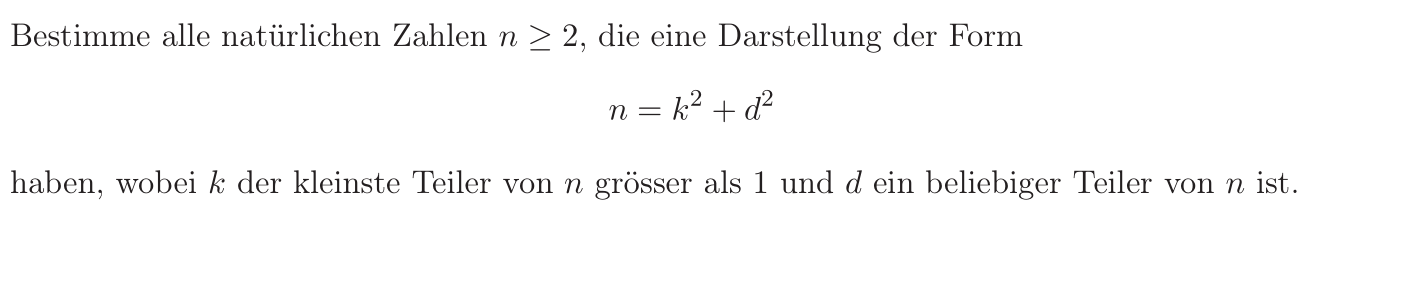 Bestimme alle natürlichen Zahlen n ≥ 2, die eine Darstellung der Form
n = k² + d²
haben, wobei k der kleinste Teiler von n grösser als 1 und d ein beliebiger Teiler von n ist.